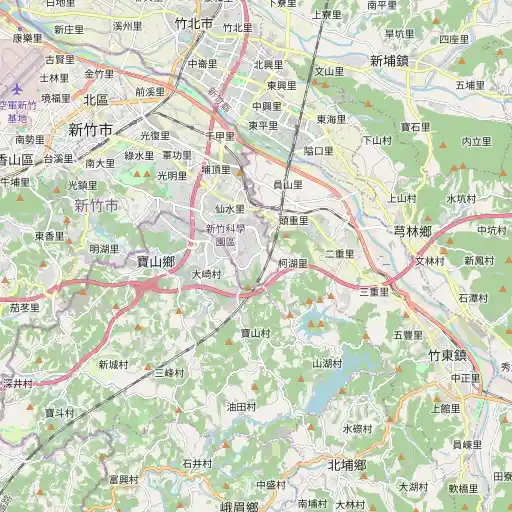 白地里
下寮里
上寮里
南平里
新庄里
溪州里
竹北市
竹北里
旱坑里
四座里
康樂里
古賢里
中崙里
北興里
新埔鎮
士林里
金竹里
文山里
五埔里
東興里
空軍新竹
基地
境福里
前溪里
新竹縣
北區
中興里
東海里
寶石里
新竹市
光復里
千甲里
東平里
南勢里
下山村
內立里
隘口里
香山區
台溪里
綠水里
軍功里
南大里
埔頂里
牛埔里
光鎮里
光明里
員山里
上山村
水坑村
新竹市
仙水里
頭重里
芎林鄉
中坑村
東香里
新竹科學
園區
明湖里
二重里
寶山鄉
大崎村
柯湖里
文林村
新鳳村
三重里
茄苳里
石潭村
寶山村
五豐里
新城村
山湖村
竹東鎮
三峰村
深井村
中正里
秀
油田村
上館里
寶斗村
水磜村
員崠里
石井村
北埔鄉
田寮
富興村
中盛村
大湖村
軟橋里
峨眉鄉
南埔村
大林村